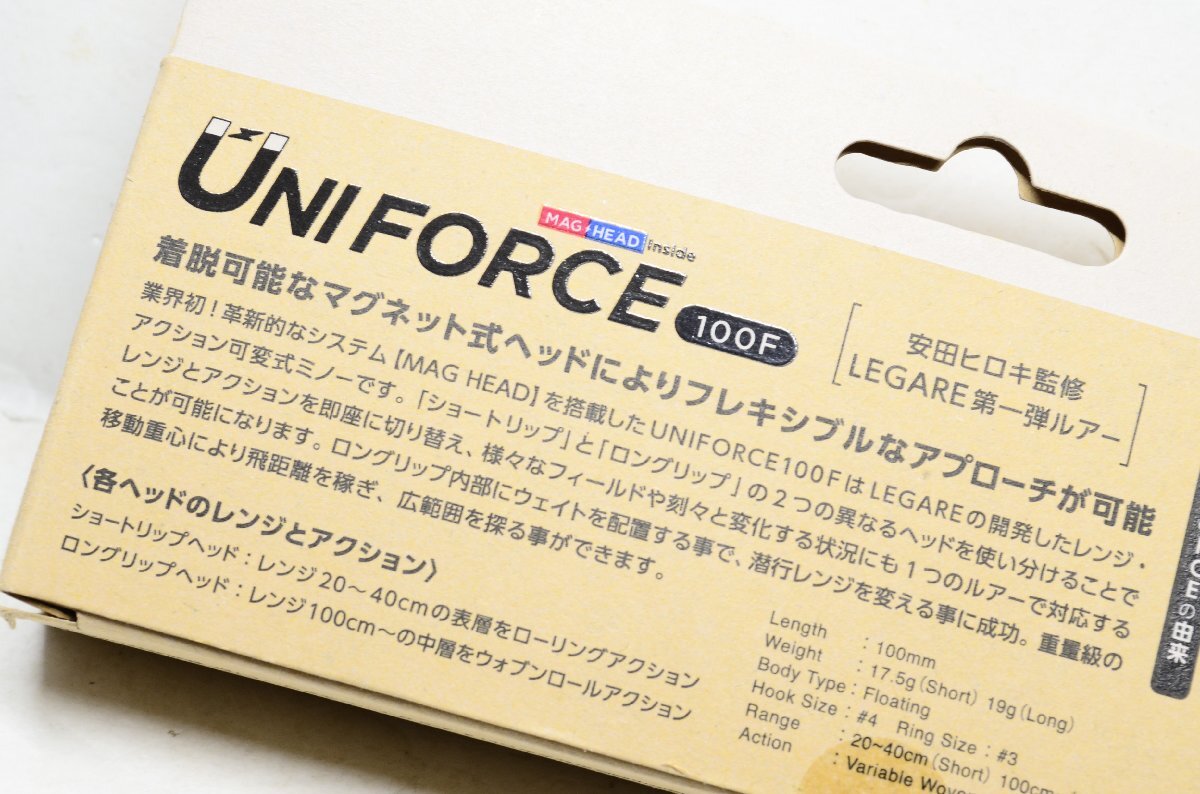 UNIFORCE
MAG HEAD Inside
100F
安田ヒロキ監修
LEGARE第一弾ルアー
着脱可能なマグネット式ヘッドによりフレキシブルなアプローチが可能
業界初！革新的なシステム【MAG HEAD】を搭載したUNIFORCE100FはLEGAREの開発したレンジ・
アクション可変式ミノーです。「ショートリップ」と「ロングリップ」の2つの異なるヘッドを使い分けることで
レンジとアクションを即座に切り替え、様々なフィールドや刻々と変化する状況にも1つのルアーで対応する
ことが可能になります。ロングリップ内部にウェイトを配置する事で、潜行レンジを変える事に成功。重量級の
移動重心により飛距離を稼ぎ、広範囲を探る事ができます。
〈各ヘッドのレンジとアクション〉
ショートリップヘッド：レンジ20〜40cmの表層をローリングアクション
ロングリップヘッド：レンジ100cm〜の中層をウォブンロールアクション
Length : 100mm
Weight : 17.5g(Short) 19g(Long)
Body Type : Floating
Hook Size : #4 Ring Size : #3
Range : 20~40cm(Short) 100cm
Action : Variable
の由来